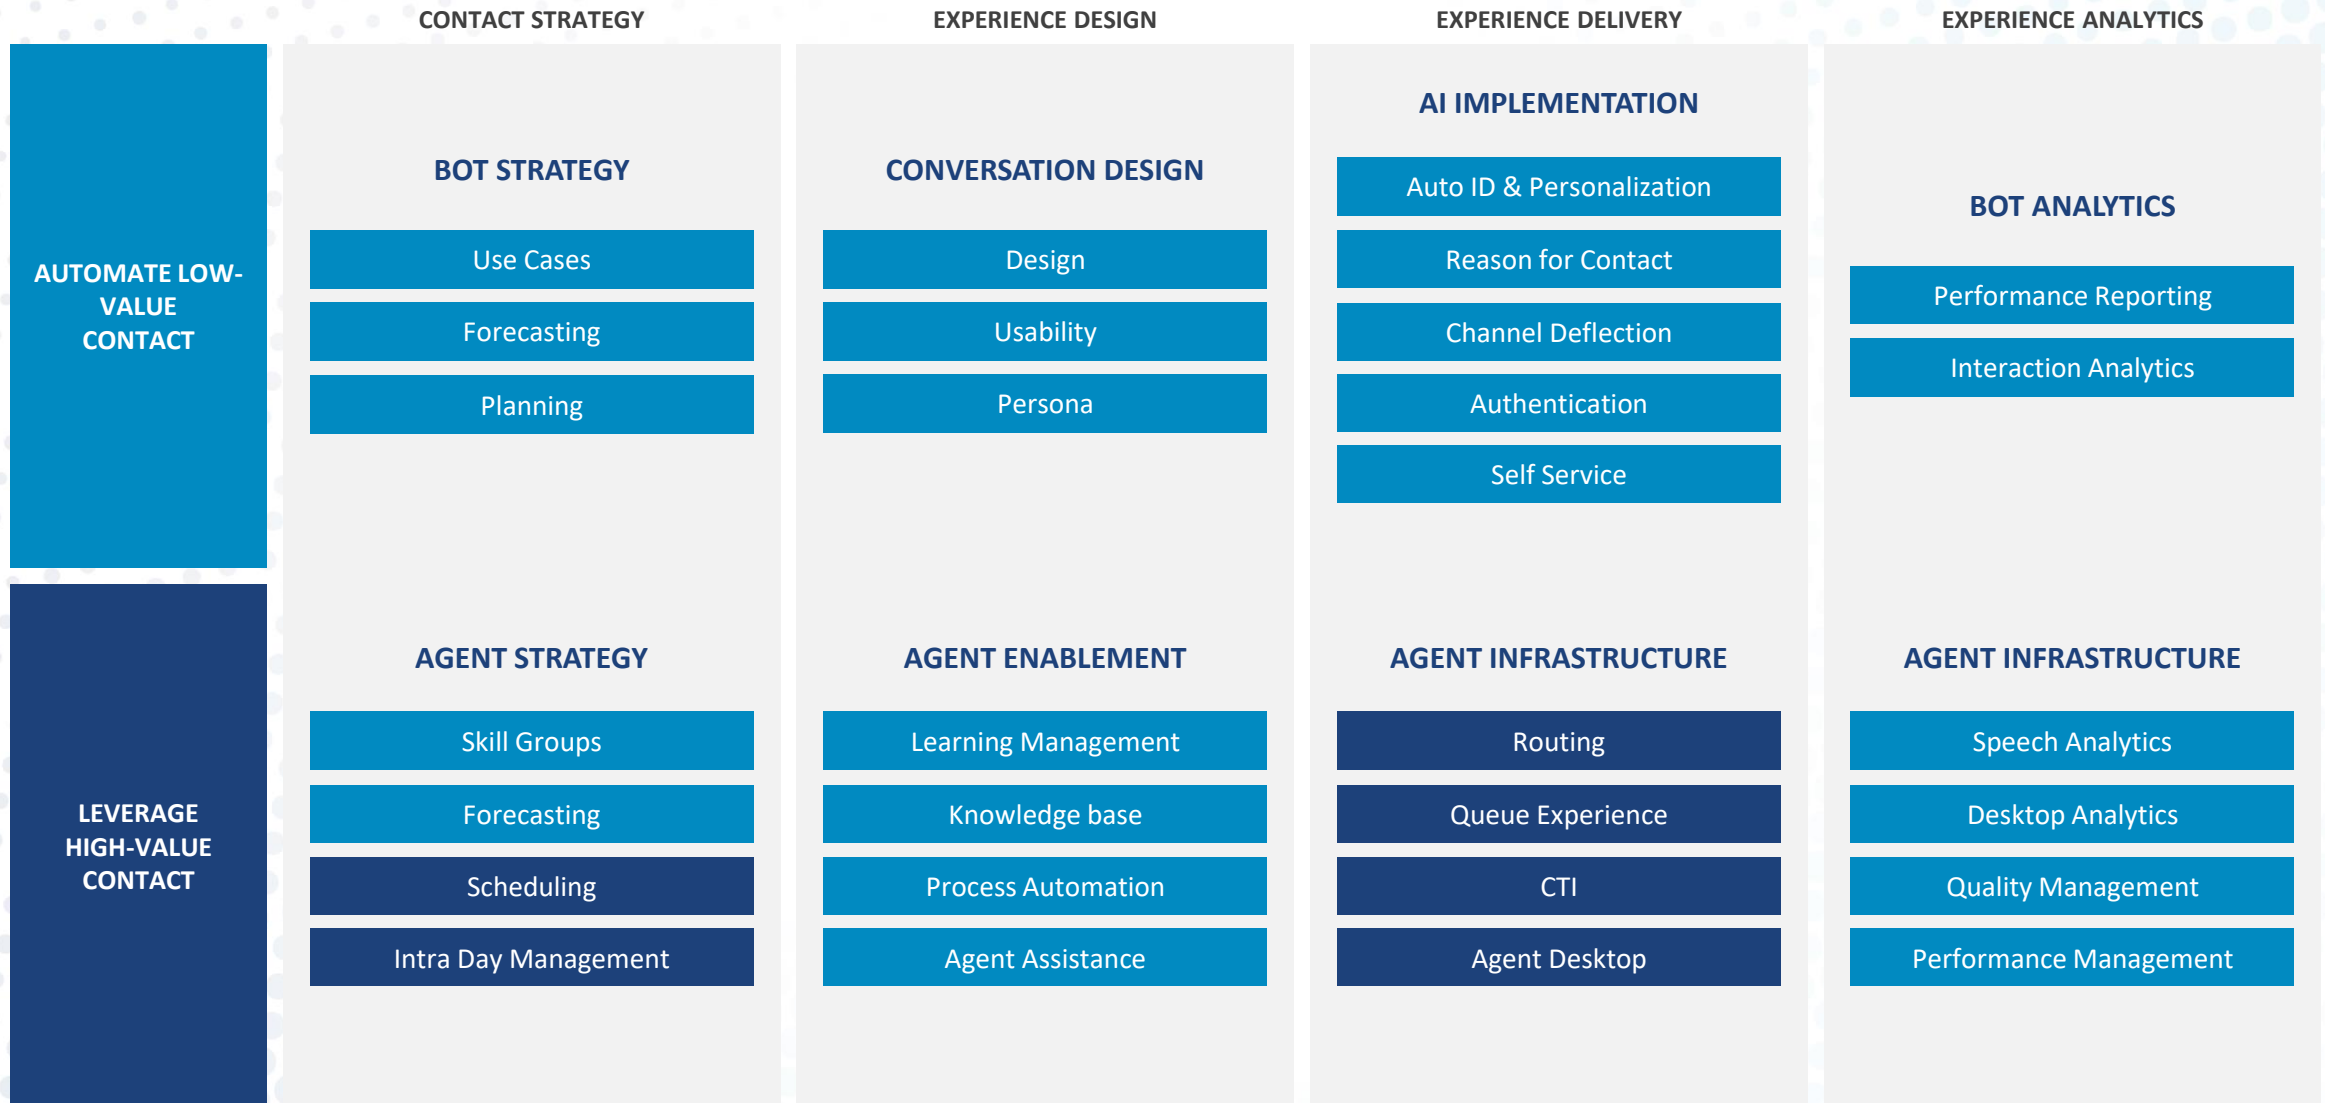 CONTACT STRATEGY
EXPERIENCE DESIGN
EXPERIENCE DELIVERY
EXPERIENCE ANALYTICS
AUTOMATE LOW-
VALUE
CONTACT
BOT STRATEGY
Use Cases
Forecasting
Planning
CONVERSATION DESIGN
Design
Usability
Persona
AI IMPLEMENTATION
Auto ID & Personalization
Reason for Contact
Channel Deflection
Authentication
Self Service
BOT ANALYTICS
Performance Reporting
Interaction Analytics
LEVERAGE
HIGH-VALUE
CONTACT
AGENT STRATEGY
Skill Groups
Forecasting
Scheduling
Intra Day Management
AGENT ENABLEMENT
Learning Management
Knowledge base
Process Automation
Agent Assistance
AGENT INFRASTRUCTURE
Routing
Queue Experience
CTI
Agent Desktop
AGENT INFRASTRUCTURE
Speech Analytics
Desktop Analytics
Quality Management
Performance Management